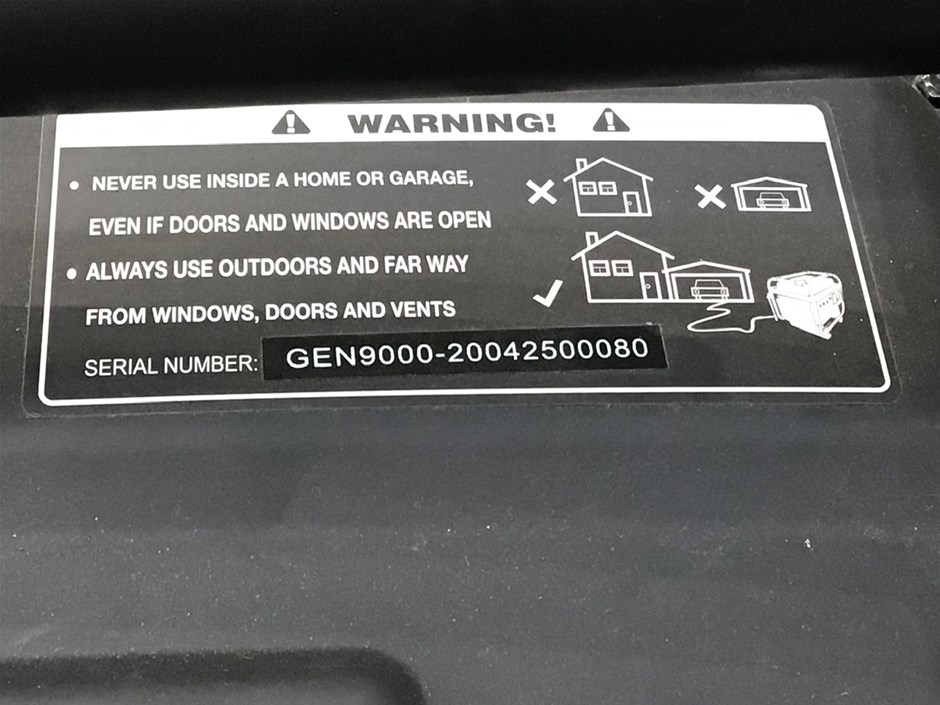 WARNING!
• NEVER USE INSIDE A HOME OR GARAGE,
EVEN IF DOORS AND WINDOWS ARE OPEN
• ALWAYS USE OUTDOORS AND FAR WAY
FROM WINDOWS, DOORS AND VENTS
SERIAL NUMBER: GEN9000-20042500080